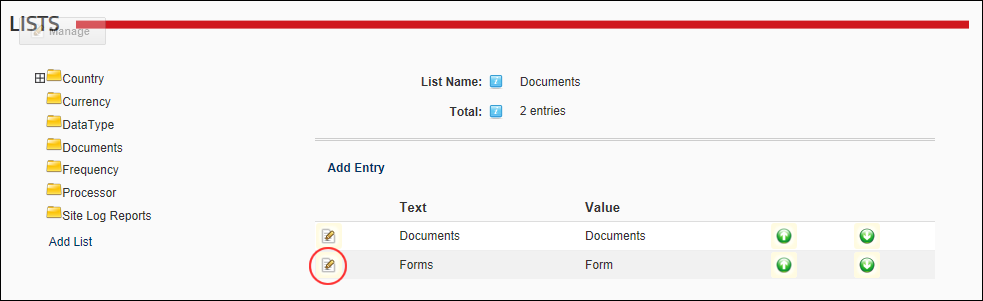 LISTS
Manage
Country
Currency
DataType
Documents
Frequency
Processor
Site Log Reports
Add List
List Name: Documents
Total: 2 entries
Add Entry
Text Value
Documents Documents
Forms Form